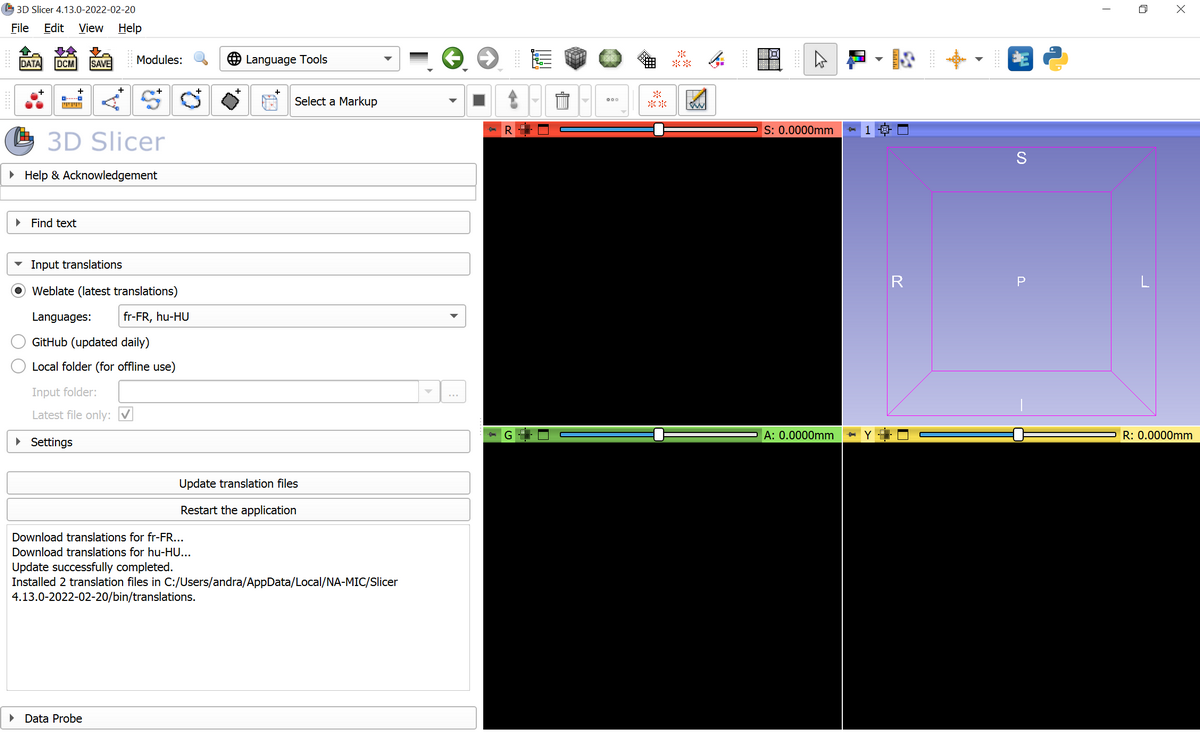 3D Slicer 4.13.0-2022-02-20
File Edit View Help
DATA DCM SAVE Modules: Language Tools
Select a Markup
3D Slicer
Help & Acknowledgement
Find text
Input translations
Weblate (latest translations)
Languages: fr-FR, hu-HU
GitHub (updated daily)
Local folder (for offline use)
Input folder: ...
Latest file only:
Settings
Update translation files
Restart the application
Download translations for fr-FR...
Download translations for hu-HU...
Update successfully completed.
Installed 2 translation files in C:/Users/andra/AppData/Local/NA-MIC/Slicer
4.13.0-2022-02-20/bin/translations.
Data Probe
R S: 0.0000mm
1
S
R P L
I
G A: 0.0000mm
Y R: 0.0000mm